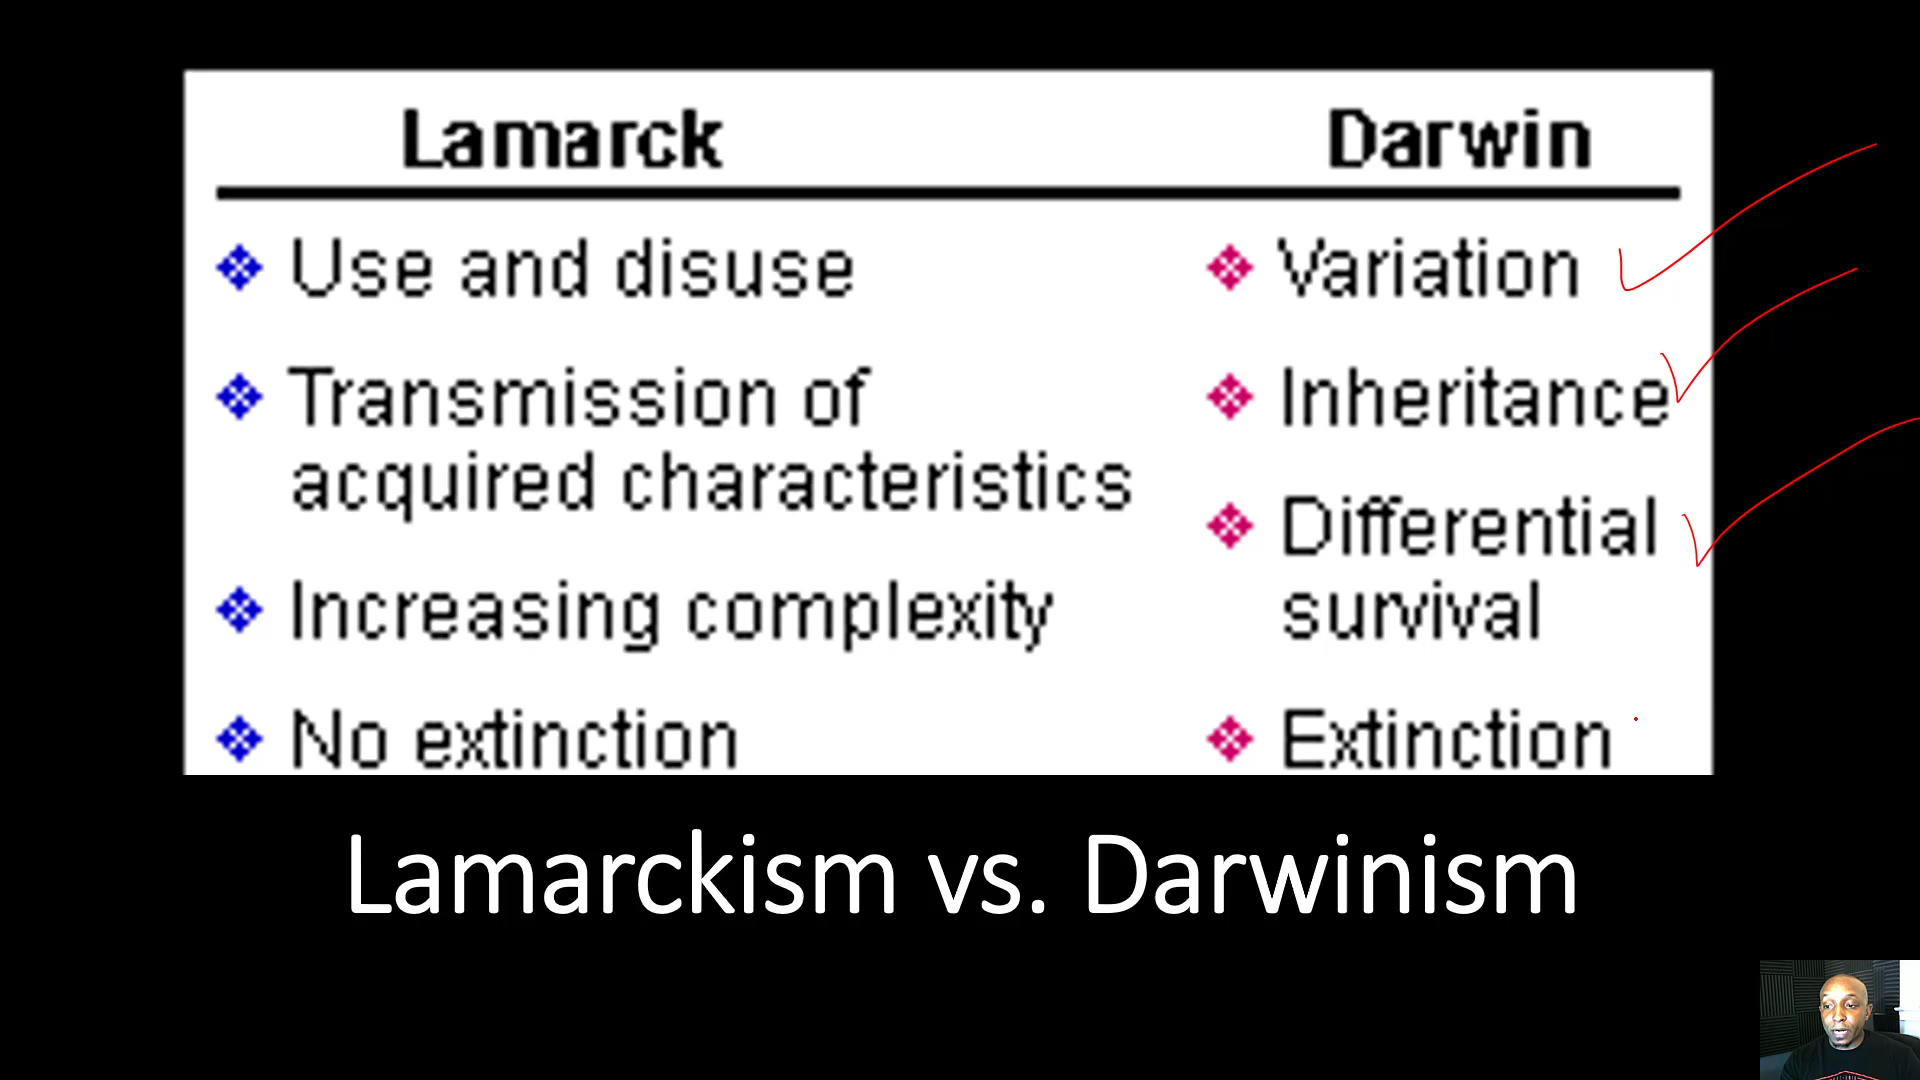 Lamarck
Darwin
Use and disuse
Variation
Transmission of
acquired characteristics
Inheritance
Increasing complexity
Differential
survival
No extinction
Extinction
Lamarckism vs. Darwinism